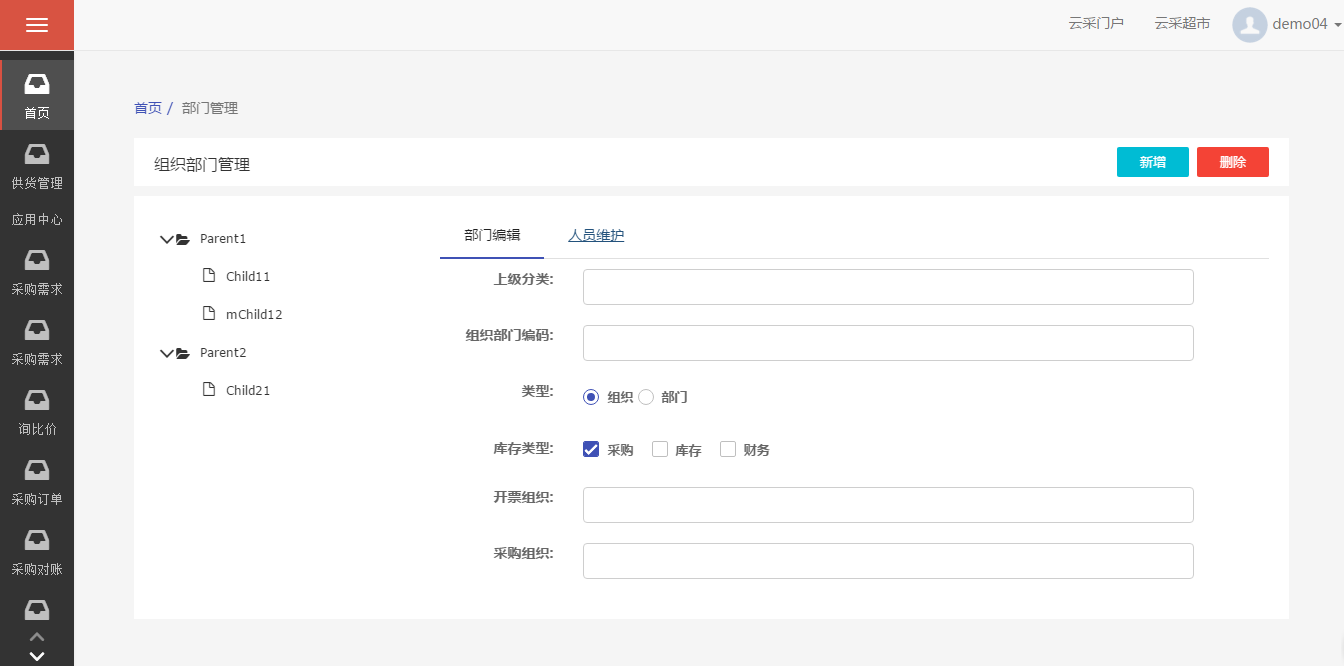 云采门户 云采超市 demo04
首页
供货管理
应用中心
采购需求
采购需求
询比价
采购订单
采购对账
首页 / 部门管理
组织部门管理 新增 删除
Parent1
Child11
mChild12
Parent2
Child21
部门编辑 人员维护
上级分类:
组织部门编码:
类型: 组织 部门
库存类型: 采购 库存 财务
开票组织:
采购组织: